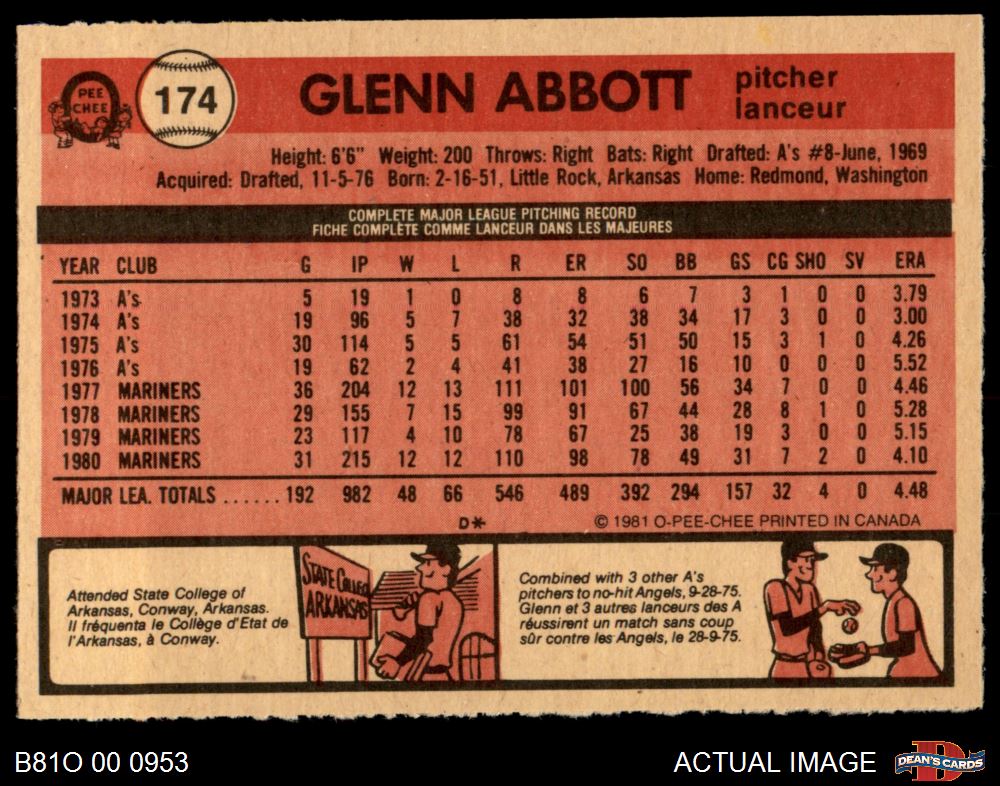 PEE
CHEE
174
GLENN ABBOTT
pitcher
lanceur
Height: 6'6" Weight: 200 Throws: Right Bats: Right Drafted: A's #8-June, 1969
Acquired: Drafted, 11-5-76 Born: 2-16-51, Little Rock, Arkansas Home: Redmond, Washington
COMPLETE MAJOR LEAGUE PITCHING RECORD
FICHE COMPLÈTE COMME LANCEUR DANS LES MAJEURES
YEAR CLUB G IP W L R ER SO BB GS CG SHO SV ERA
1973 A's 5 19 1 0 8 8 6 7 3 1 0 0 3.79
1974 A's 19 96 5 7 38 32 38 34 17 3 0 0 3.00
1975 A's 30 114 5 5 61 54 51 50 15 3 1 0 4.26
1976 A's 19 62 2 4 41 38 27 16 10 0 0 0 5.52
1977 MARINERS 36 204 12 13 111 101 100 56 34 7 0 0 4.46
1978 MARINERS 29 155 7 15 99 91 67 44 28 8 1 0 5.28
1979 MARINERS 23 117 4 10 78 67 25 38 19 3 0 0 5.15
1980 MARINERS 31 215 12 12 110 98 78 49 31 7 2 0 4.10
MAJOR LEA. TOTALS ...... 192 982 48 66 546 489 392 294 157 32 4 0 4.48
D* © 1981 O-PEE-CHEE PRINTED IN CANADA
Attended State College of
Arkansas, Conway, Arkansas.
Il fréquenta le Collège d'Etat de
l'Arkansas, à Conway.
STATE COLLEG
ARKANSAS
Combined with 3 other A's
pitchers to no-hit Angels, 9-28-75.
Glenn et 3 autres lanceurs des A
réussirent un match sans coup
sûr contre les Angels, le 28-9-75.
B81O 00 0953
ACTUAL IMAGE
DEAN'S CARDS